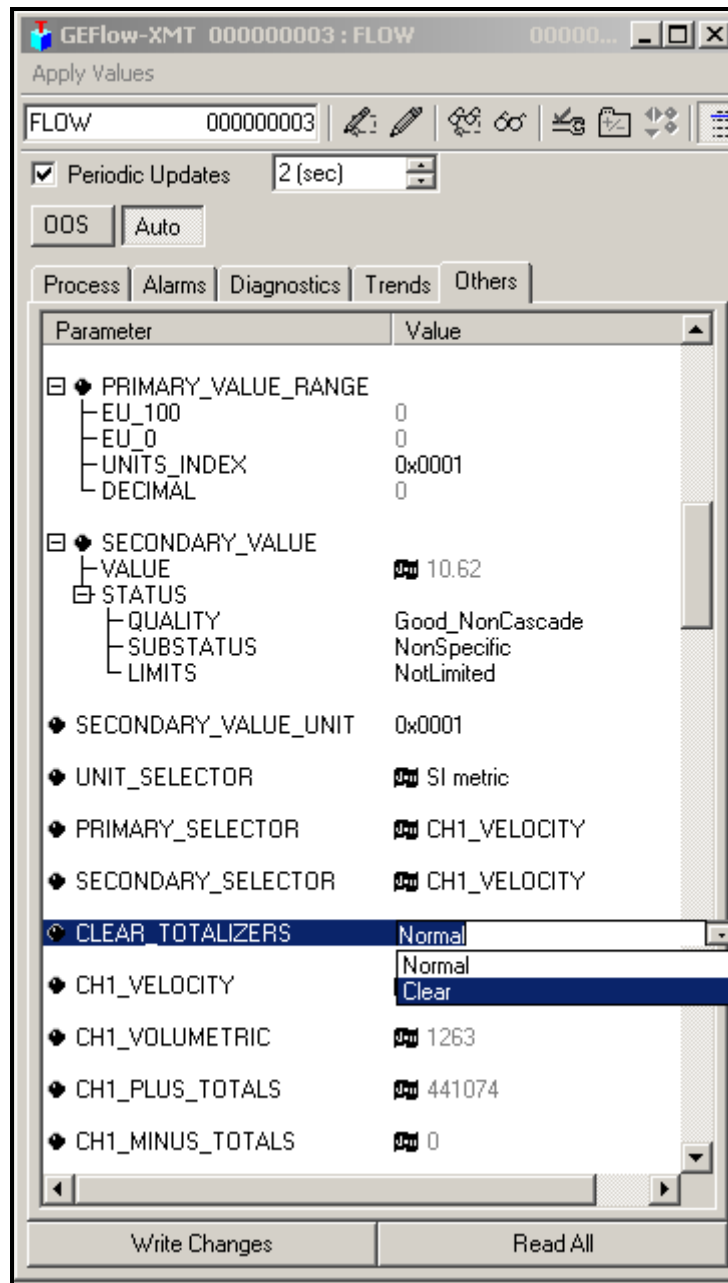 GEFlow-XMT 000000003 : FLOW 00000...
Apply Values
FLOW 000000003
Periodic Updates 2 (sec)
OOS Auto
Process Alarms Diagnostics Trends Others
Parameter Value
PRIMARY_VALUE_RANGE
EU_100 0
EU_0 0
UNITS_INDEX 0x0001
DECIMAL 0
SECONDARY_VALUE
VALUE 10.62
STATUS
QUALITY Good_NonCascade
SUBSTATUS NonSpecific
LIMITS NotLimited
SECONDARY_VALUE_UNIT 0x0001
UNIT_SELECTOR SI metric
PRIMARY_SELECTOR CH1_VELOCITY
SECONDARY_SELECTOR CH1_VELOCITY
CLEAR_TOTALIZERS Normal
Normal
CH1_VELOCITY Clear
CH1_VOLUMETRIC 1263
CH1_PLUS_TOTALS 441074
CH1_MINUS_TOTALS 0
Write Changes Read All